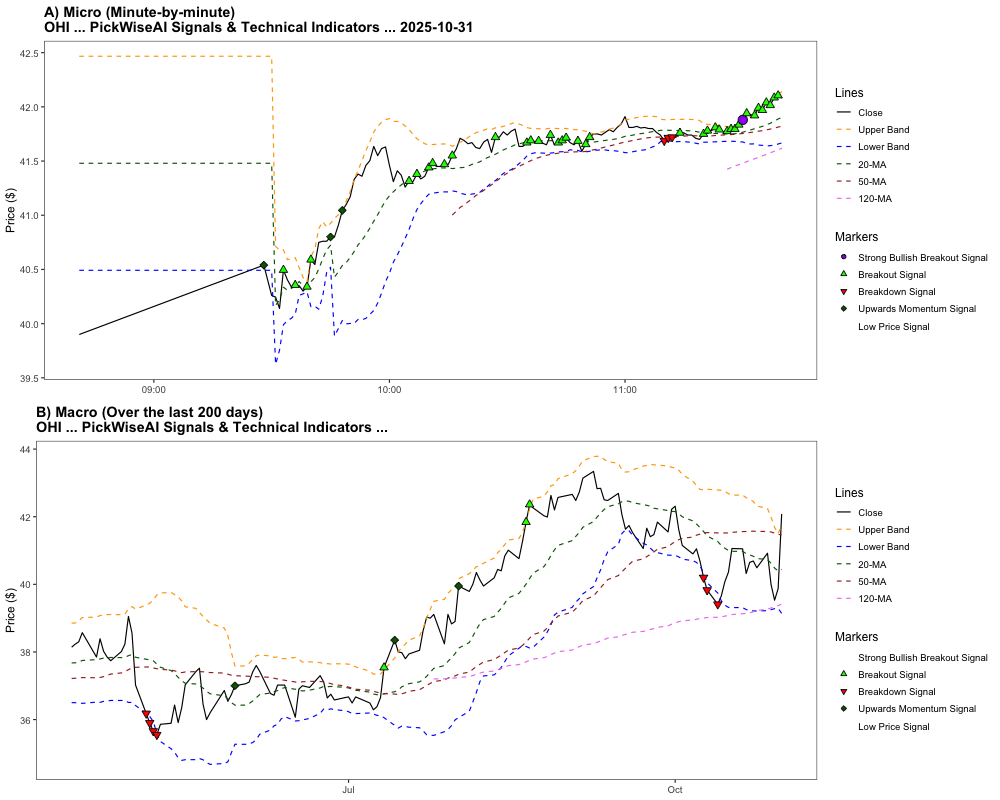 A) Micro (Minute-by-minute)
OHI ... PickWiseAI Signals & Technical Indicators ... 2025-10-31
Price ($)
42.5
42.0
41.5
41.0
40.5
40.0
39.5
09:00
10:00
11:00
Lines
Close
Upper Band
Lower Band
20-MA
50-MA
120-MA
Markers
Strong Bullish Breakout Signal
Breakout Signal
Breakdown Signal
Upwards Momentum Signal
Low Price Signal
B) Macro (Over the last 200 days)
OHI ... PickWiseAI Signals & Technical Indicators ...
Price ($)
44
42
40
38
36
Jul
Oct
Lines
Close
Upper Band
Lower Band
20-MA
50-MA
120-MA
Markers
Strong Bullish Breakout Signal
Breakout Signal
Breakdown Signal
Upwards Momentum Signal
Low Price Signal